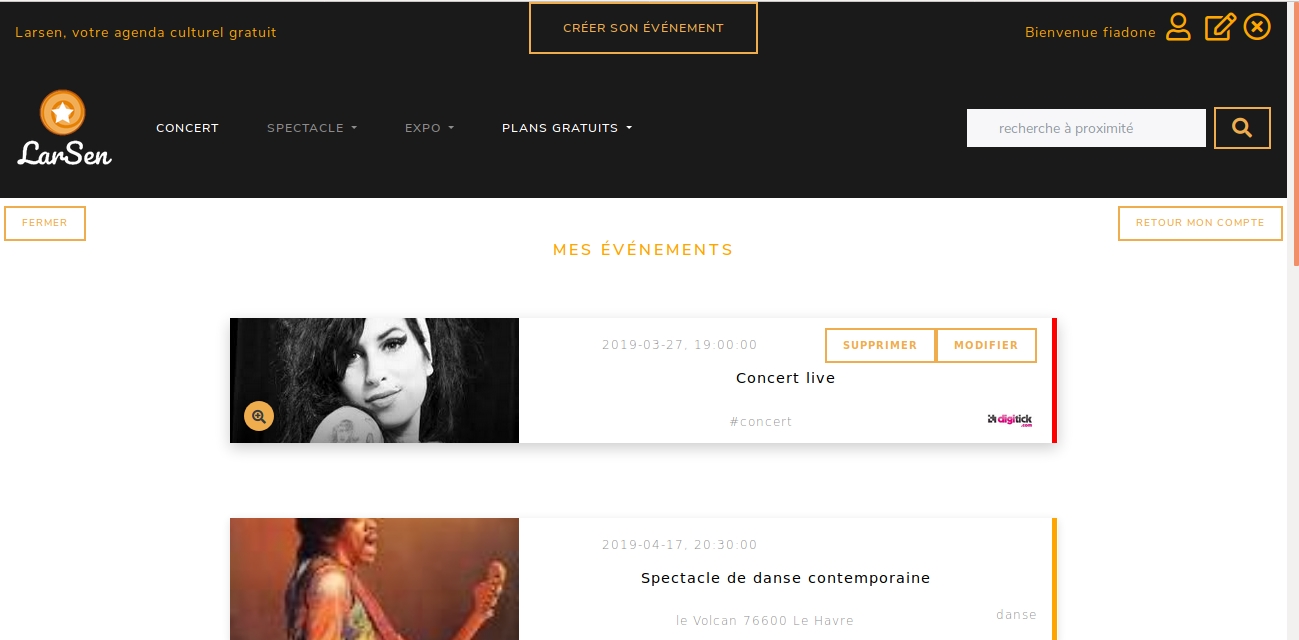 Larsen, votre agenda culturel gratuit
CRÉER SON ÉVÉNEMENT
Bienvenue fiadone
LarSen
CONCERT
SPECTACLE
EXPO
PLANS GRATUITS
recherche à proximité
FERMER
RETOUR MON COMPTE
MES ÉVÉNEMENTS
2019-03-27, 19:00:00
SUPPRIMER
MODIFIER
Concert live
#concert
digitick
.com
2019-04-17, 20:30:00
Spectacle de danse contemporaine
le Volcan 76600 Le Havre
danse